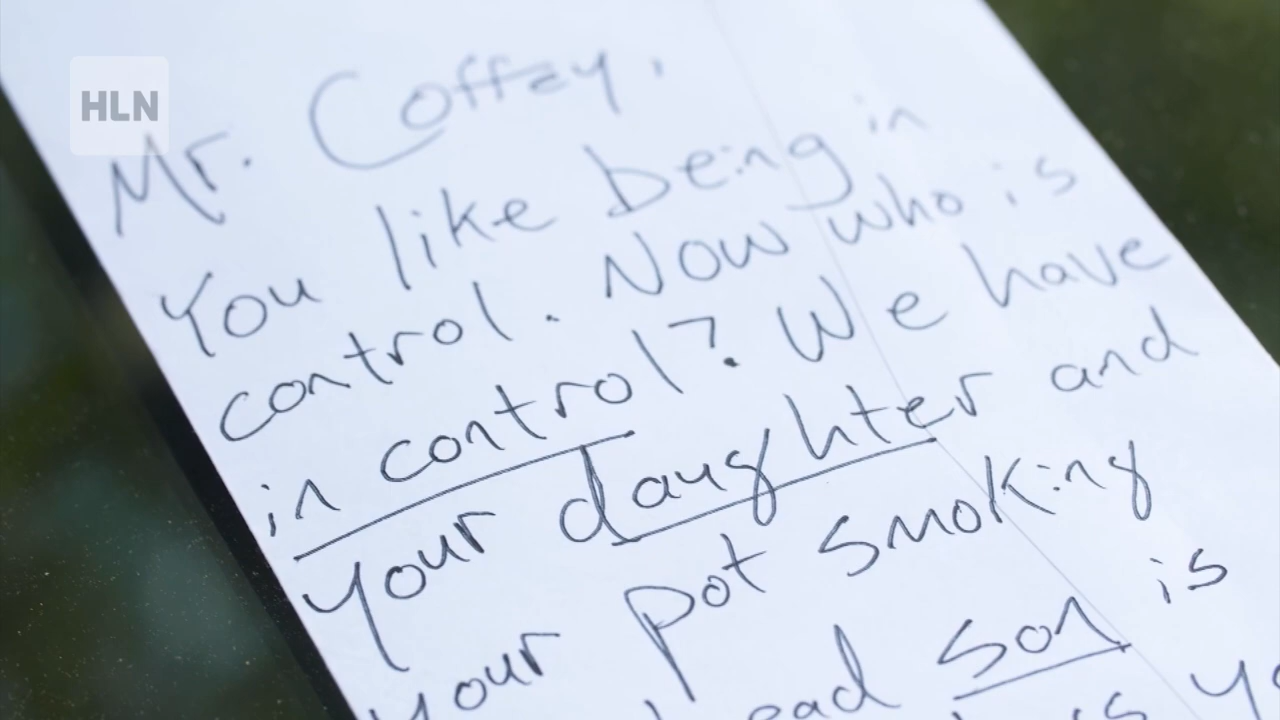 HLN
Mr. Coffey,
You like being in
control. Now who is
in control? We have
your daughter and
your pot smoking
son is